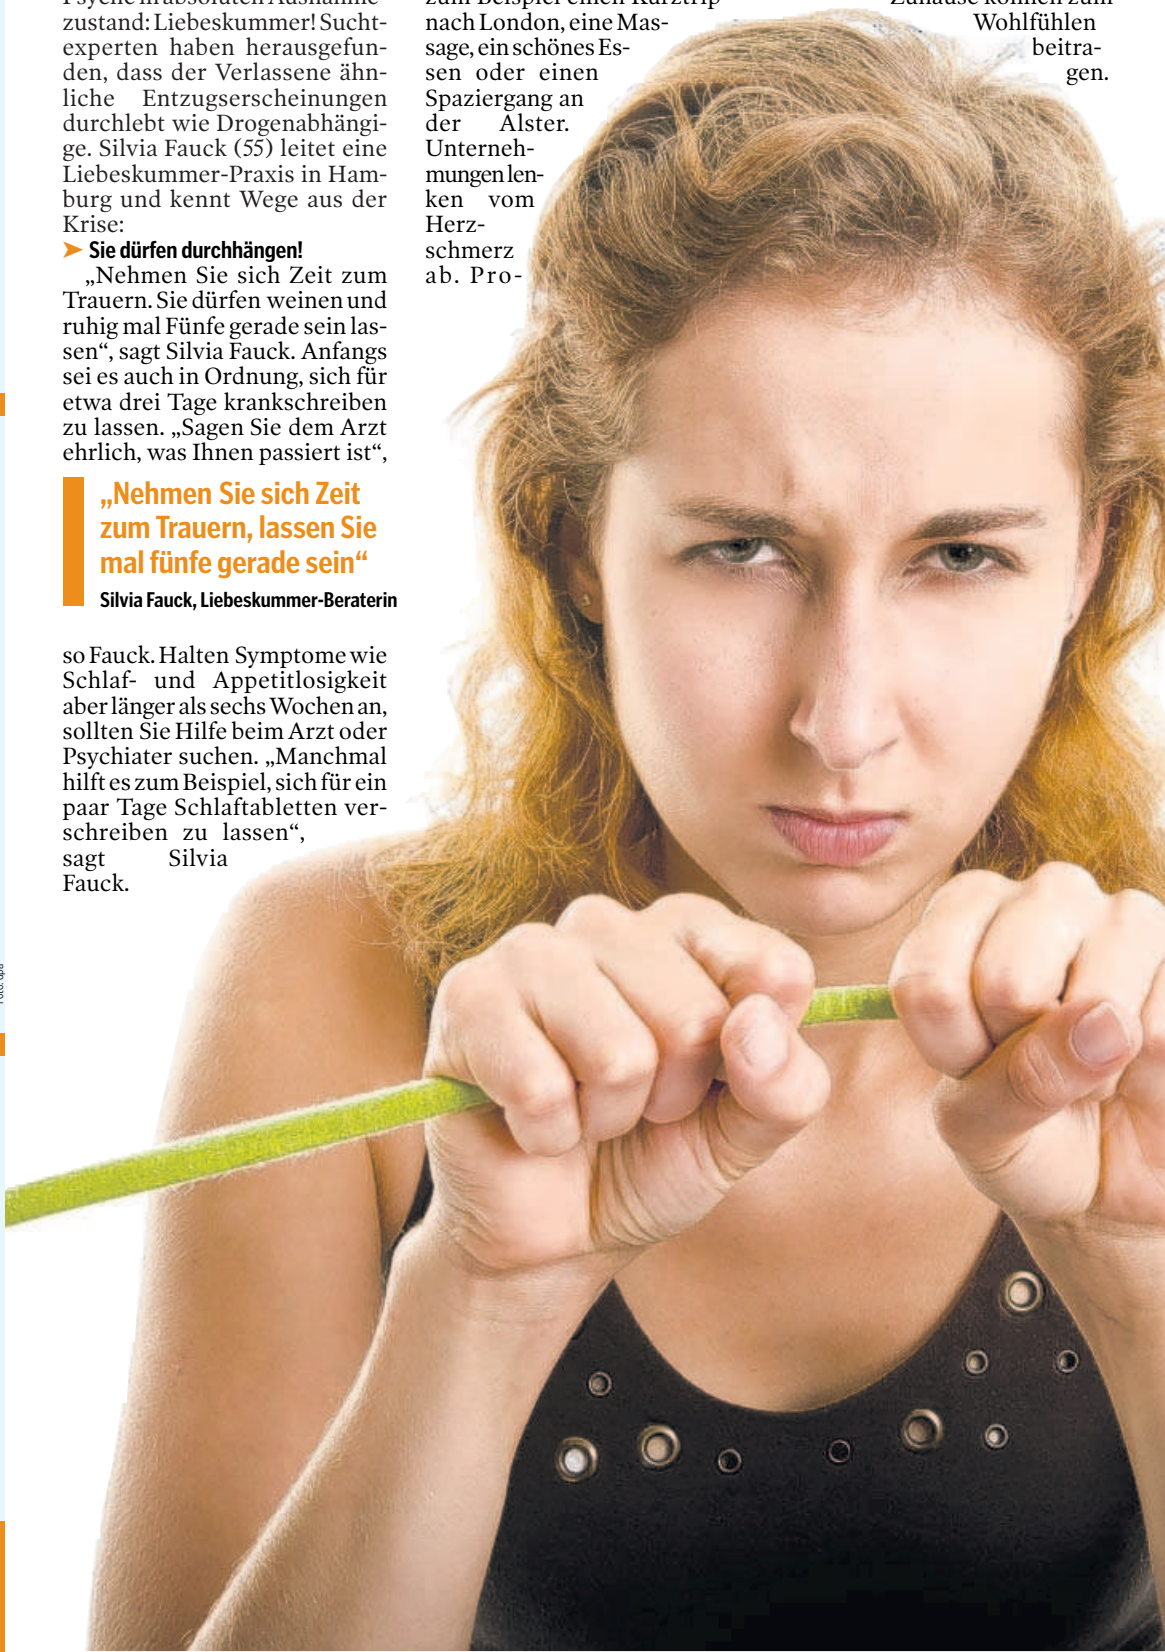 zustand: Liebeskummer! Sucht-
experten haben herausgefun-
den, dass der Verlassene ähn-
liche Entzugserscheinungen
durchlebt wie Drogenabhängi-
ge. Silvia Fauck (55) leitet eine
Liebeskummer-Praxis in Ham-
burg und kennt Wege aus der
Krise:
➤ Sie dürfen durchhängen!
„Nehmen Sie sich Zeit zum
Trauern. Sie dürfen weinen und
ruhig mal Fünfe gerade sein las-
sen“, sagt Silvia Fauck. Anfangs
sei es auch in Ordnung, sich für
etwa drei Tage krankschreiben
zu lassen. „Sagen Sie dem Arzt
ehrlich, was Ihnen passiert ist“,
„Nehmen Sie sich Zeit
zum Trauern, lassen Sie
mal fünfe gerade sein“
Silvia Fauck, Liebeskummer-Beraterin
so Fauck. Halten Symptome wie
Schlaf- und Appetitlosigkeit
aber länger als sechs Wochen an,
sollten Sie Hilfe beim Arzt oder
Psychiater suchen. „Manchmal
hilft es zum Beispiel, sich für ein
paar Tage Schlaftabletten ver-
schreiben zu lassen“,
sagt Silvia
Fauck.
zum Beispiel einen Kurztrip
nach London, eine Mas-
sage, ein schönes Es-
sen oder einen
Spaziergang an
der Alster.
Unterneh-
mungen len-
ken vom
Herz-
schmerz
ab. Pro-
Zuhause können zum
Wohlfühlen
beitra-
gen.